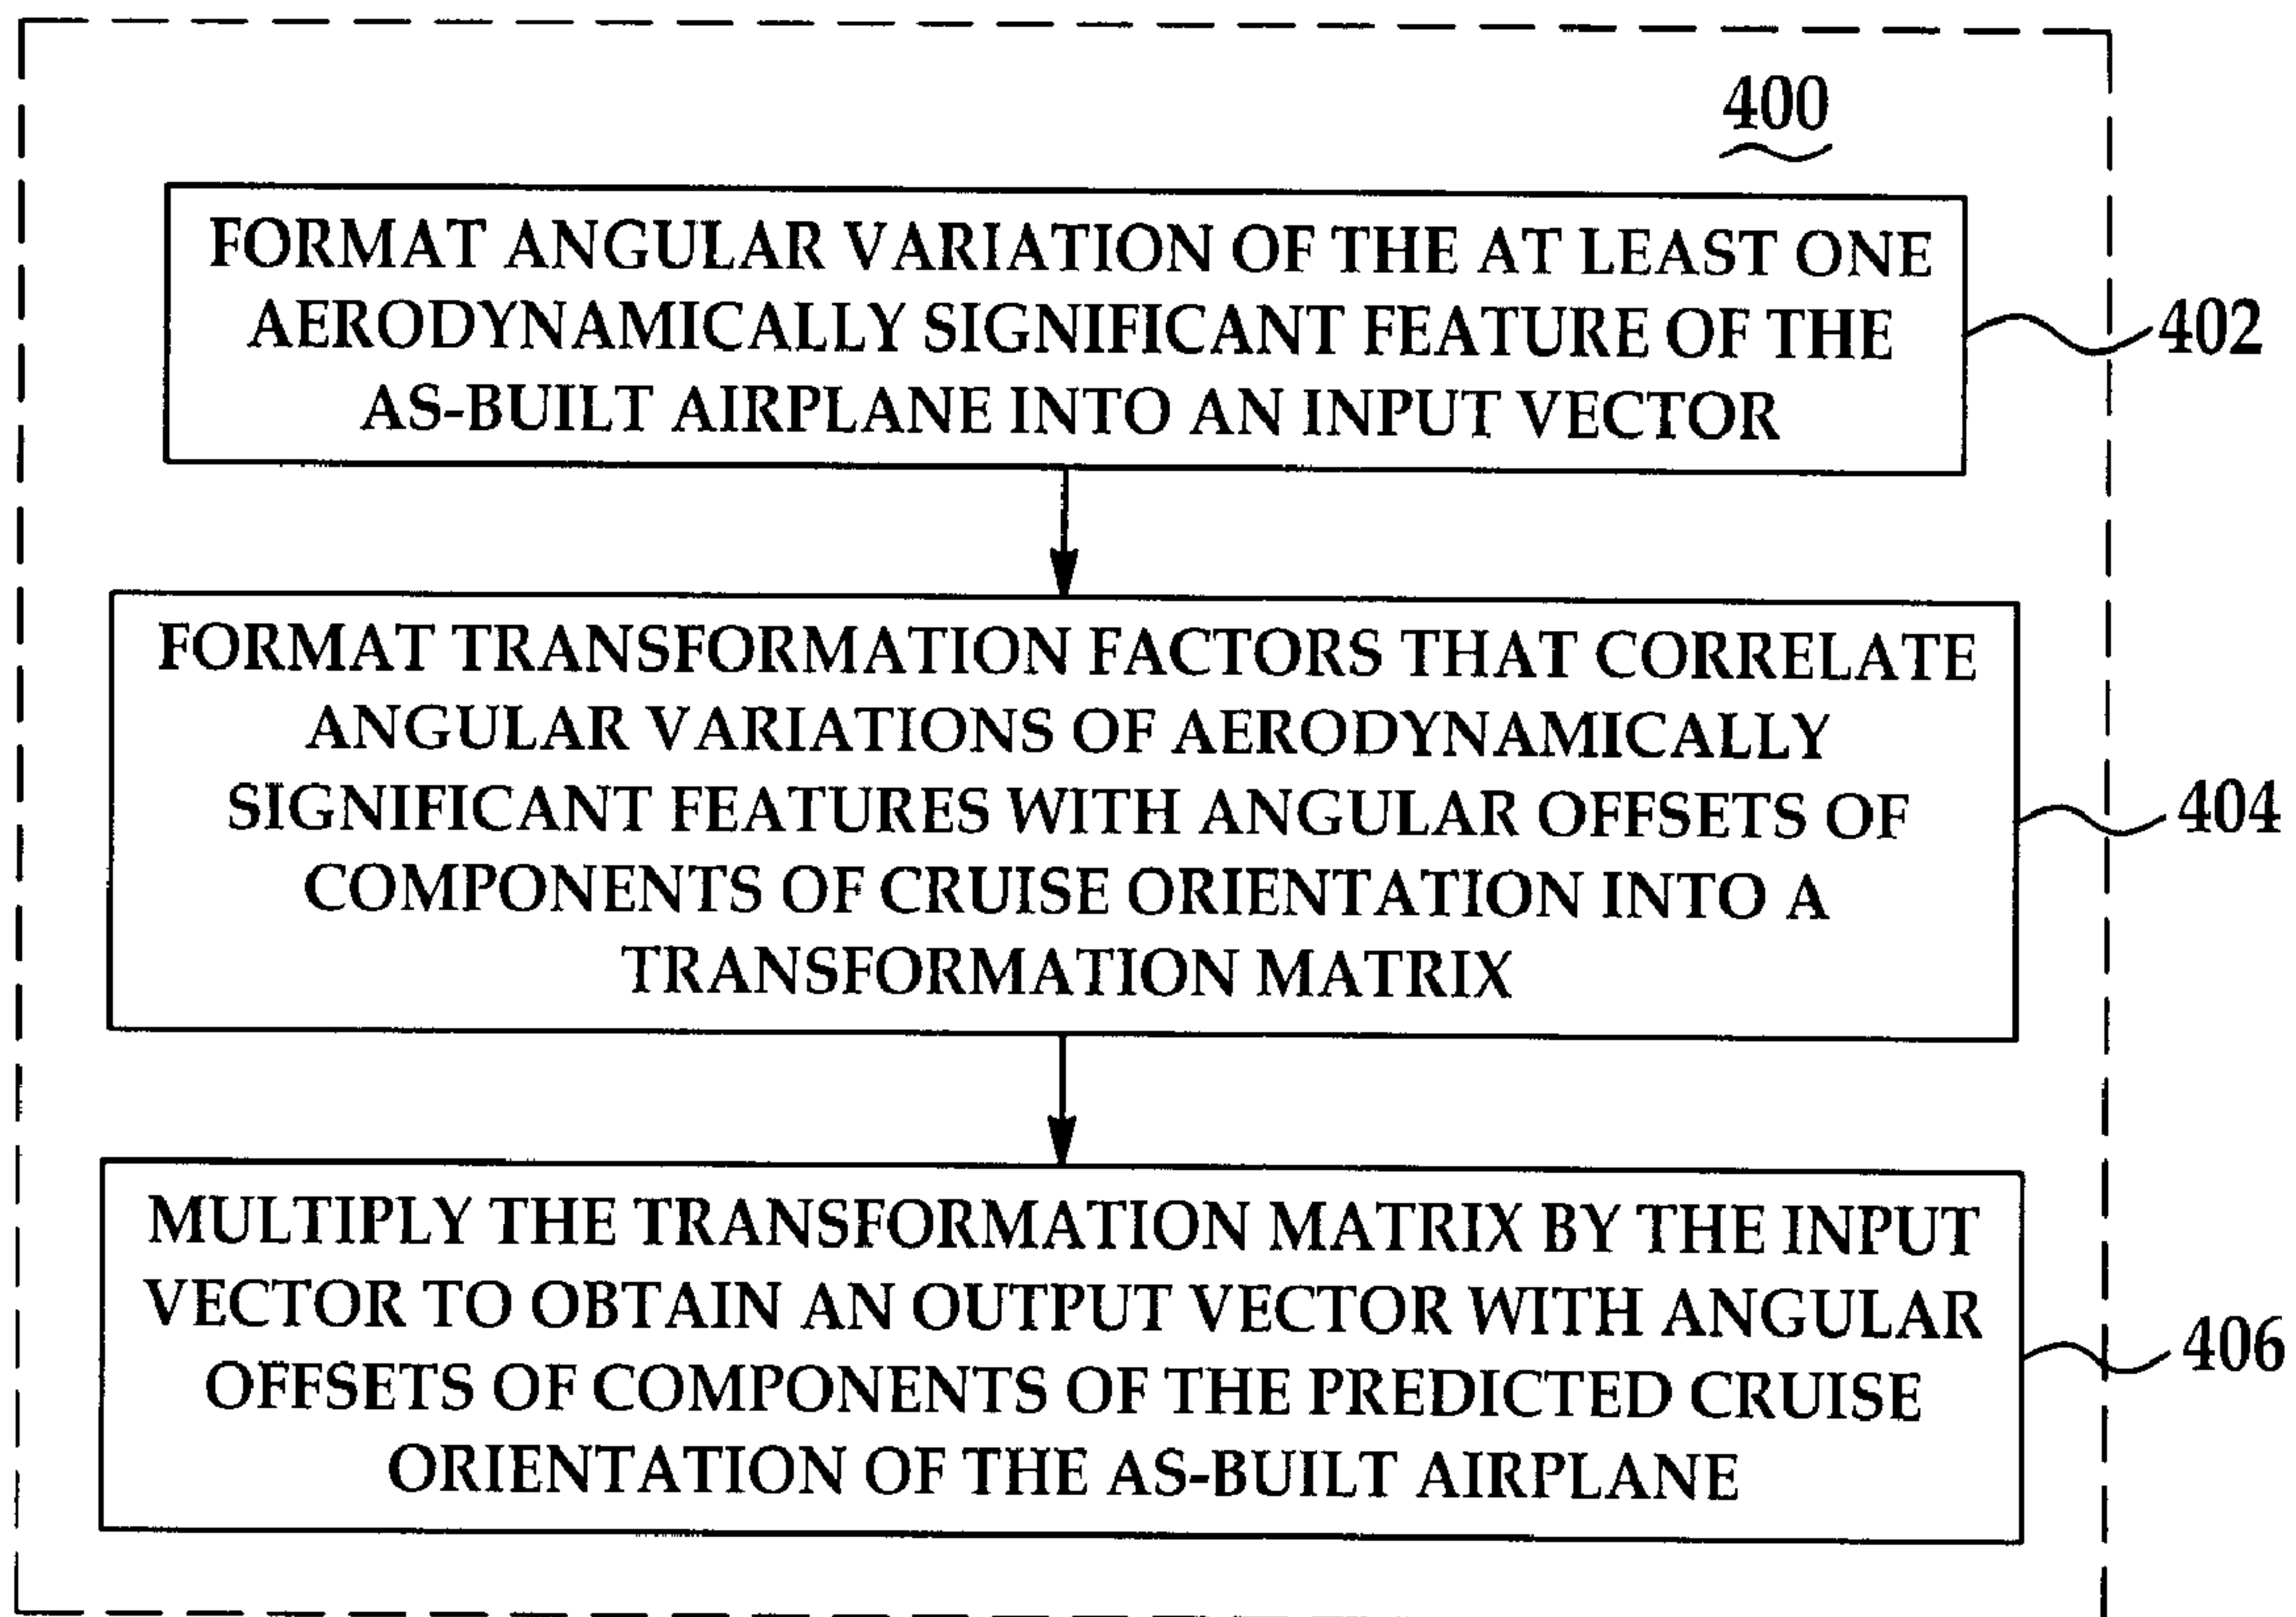 400
FORMAT ANGULAR VARIATION OF THE AT LEAST ONE
AERODYNAMICALLY SIGNIFICANT FEATURE OF THE
AS-BUILT AIRPLANE INTO AN INPUT VECTOR
402
FORMAT TRANSFORMATION FACTORS THAT CORRELATE
ANGULAR VARIATIONS OF AERODYNAMICALLY
SIGNIFICANT FEATURES WITH ANGULAR OFFSETS OF
COMPONENTS OF CRUISE ORIENTATION INTO A
TRANSFORMATION MATRIX
404
MULTIPLY THE TRANSFORMATION MATRIX BY THE INPUT
VECTOR TO OBTAIN AN OUTPUT VECTOR WITH ANGULAR
OFFSETS OF COMPONENTS OF THE PREDICTED CRUISE
ORIENTATION OF THE AS-BUILT AIRPLANE
406